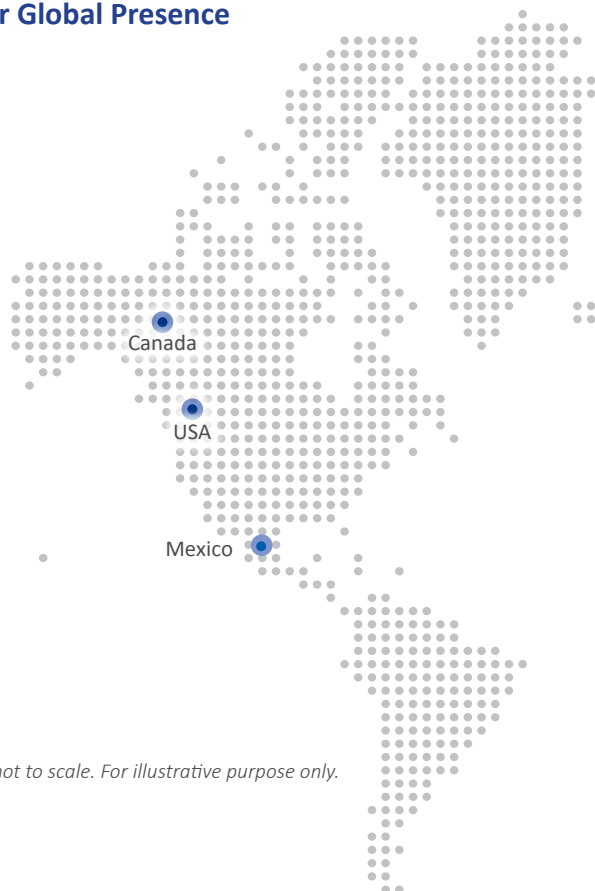 r Global Presence
Canada
USA
Mexico
not to scale. For illustrative purpose only.